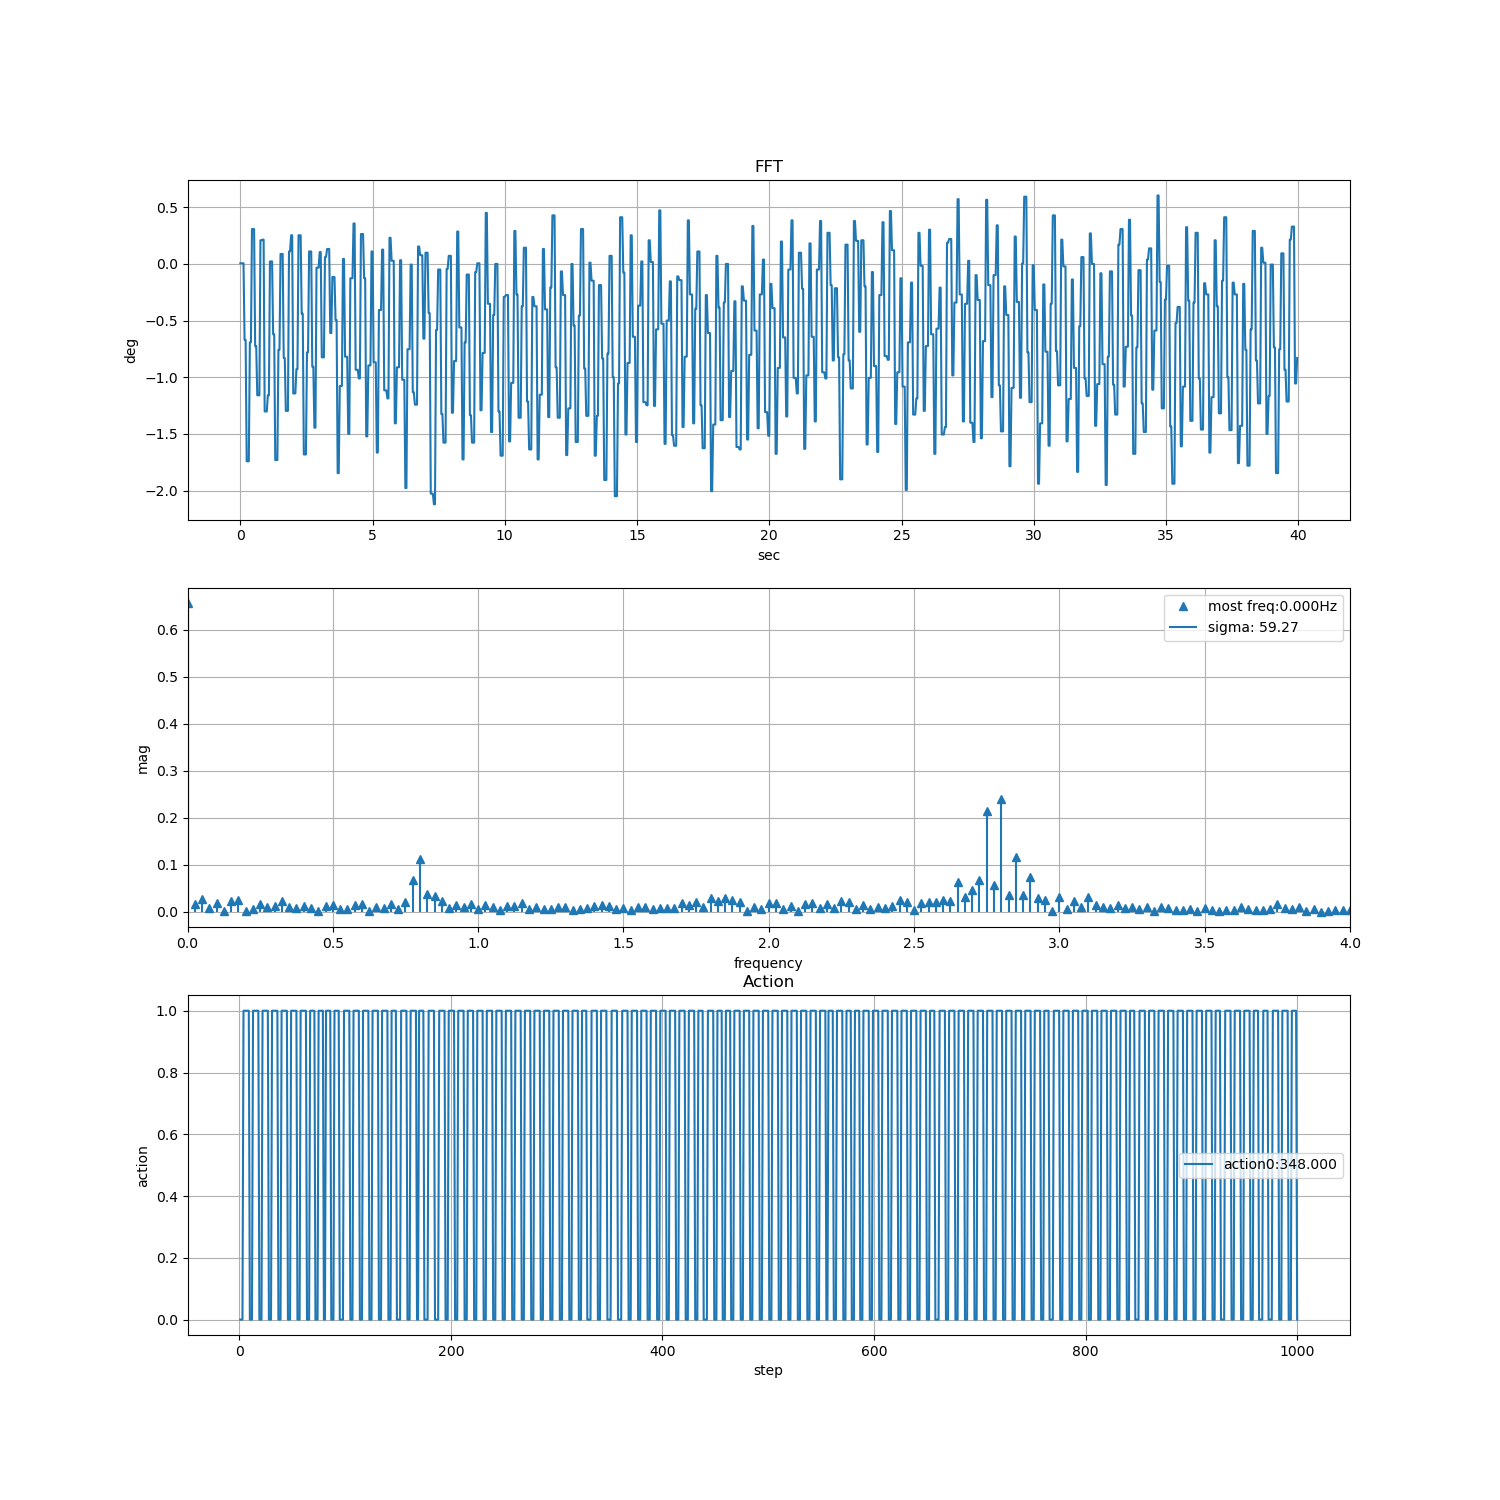 FFT
0.5
0.0
−0.5
−1.0
−1.5
−2.0
deg
0 5 10 15 20 25 30 35 40
sec
most freq:0.000Hz
sigma: 59.27
0.6
0.5
0.4
0.3
0.2
0.1
0.0
mag
0.0 0.5 1.0 1.5 2.0 2.5 3.0 3.5 4.0
frequency
Action
1.0
0.8
0.6
0.4
0.2
0.0
action
action0:348.000
0 200 400 600 800 1000
step